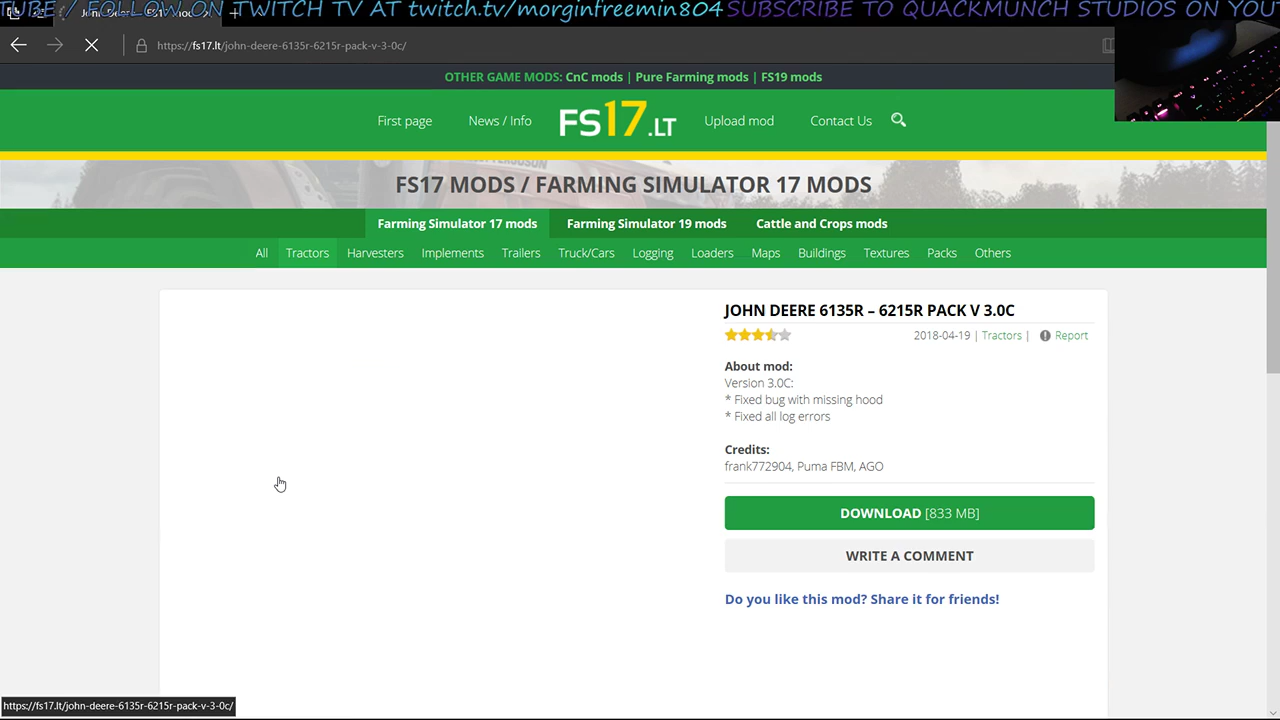 TUBE / FOLLOW ON TWITCH TV AT twitch.tv/morginfreemin804 SUBSCRIBE TO QUACKMUNCH STUDIOS ON YOU
https://fs17.lt/john-deere-6135r-6215r-pack-v-3-0c/
OTHER GAME MODS: CnC mods | Pure Farming mods | FS19 mods
First page News / Info FS17.LT Upload mod Contact Us
FS17 MODS / FARMING SIMULATOR 17 MODS
Farming Simulator 17 mods Farming Simulator 19 mods Cattle and Crops mods
All Tractors Harvesters Implements Trailers Truck/Cars Logging Loaders Maps Buildings Textures Packs Others
JOHN DEERE 6135R – 6215R PACK V 3.0C
2018-04-19 | Tractors | Report
About mod:
Version 3.0C:
* Fixed bug with missing hood
* Fixed all log errors
Credits:
frank772904, Puma FBM, AGO
DOWNLOAD [833 MB]
WRITE A COMMENT
Do you like this mod? Share it for friends!
https://fs17.lt/john-deere-6135r-6215r-pack-v-3-0c/